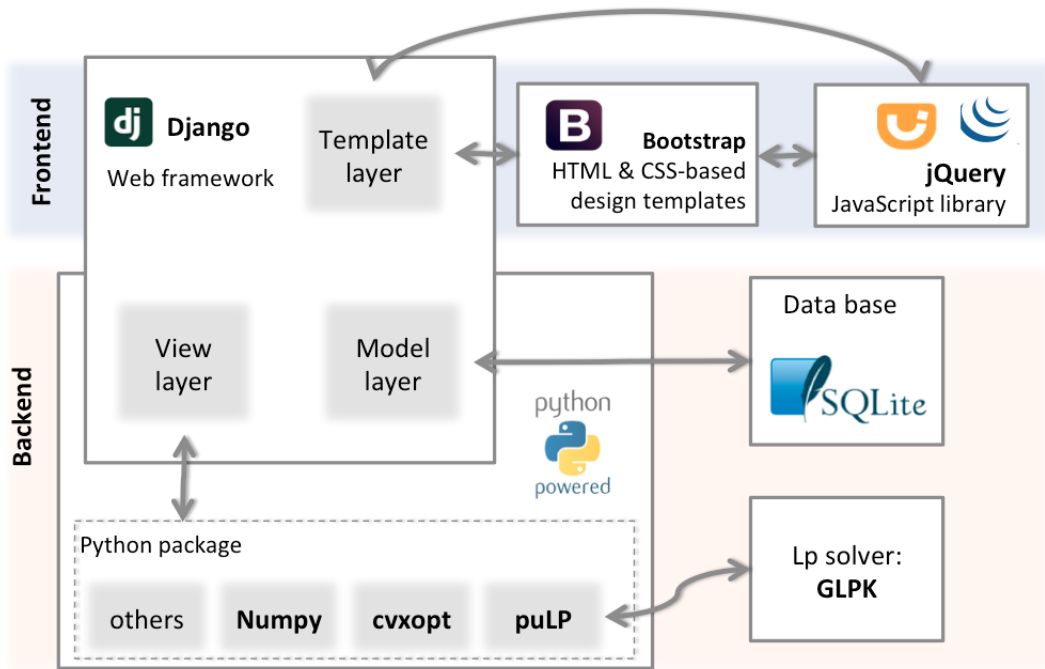 Frontend
dj
Django
Web framework
Template
layer
B
Bootstrap
HTML & CSS-based
design templates
jQuery
JavaScript library
Backend
View
layer
Model
layer
python
powered
Data base
SQLite
Python package
others
Numpy
cvxopt
puLP
Lp solver:
GLPK